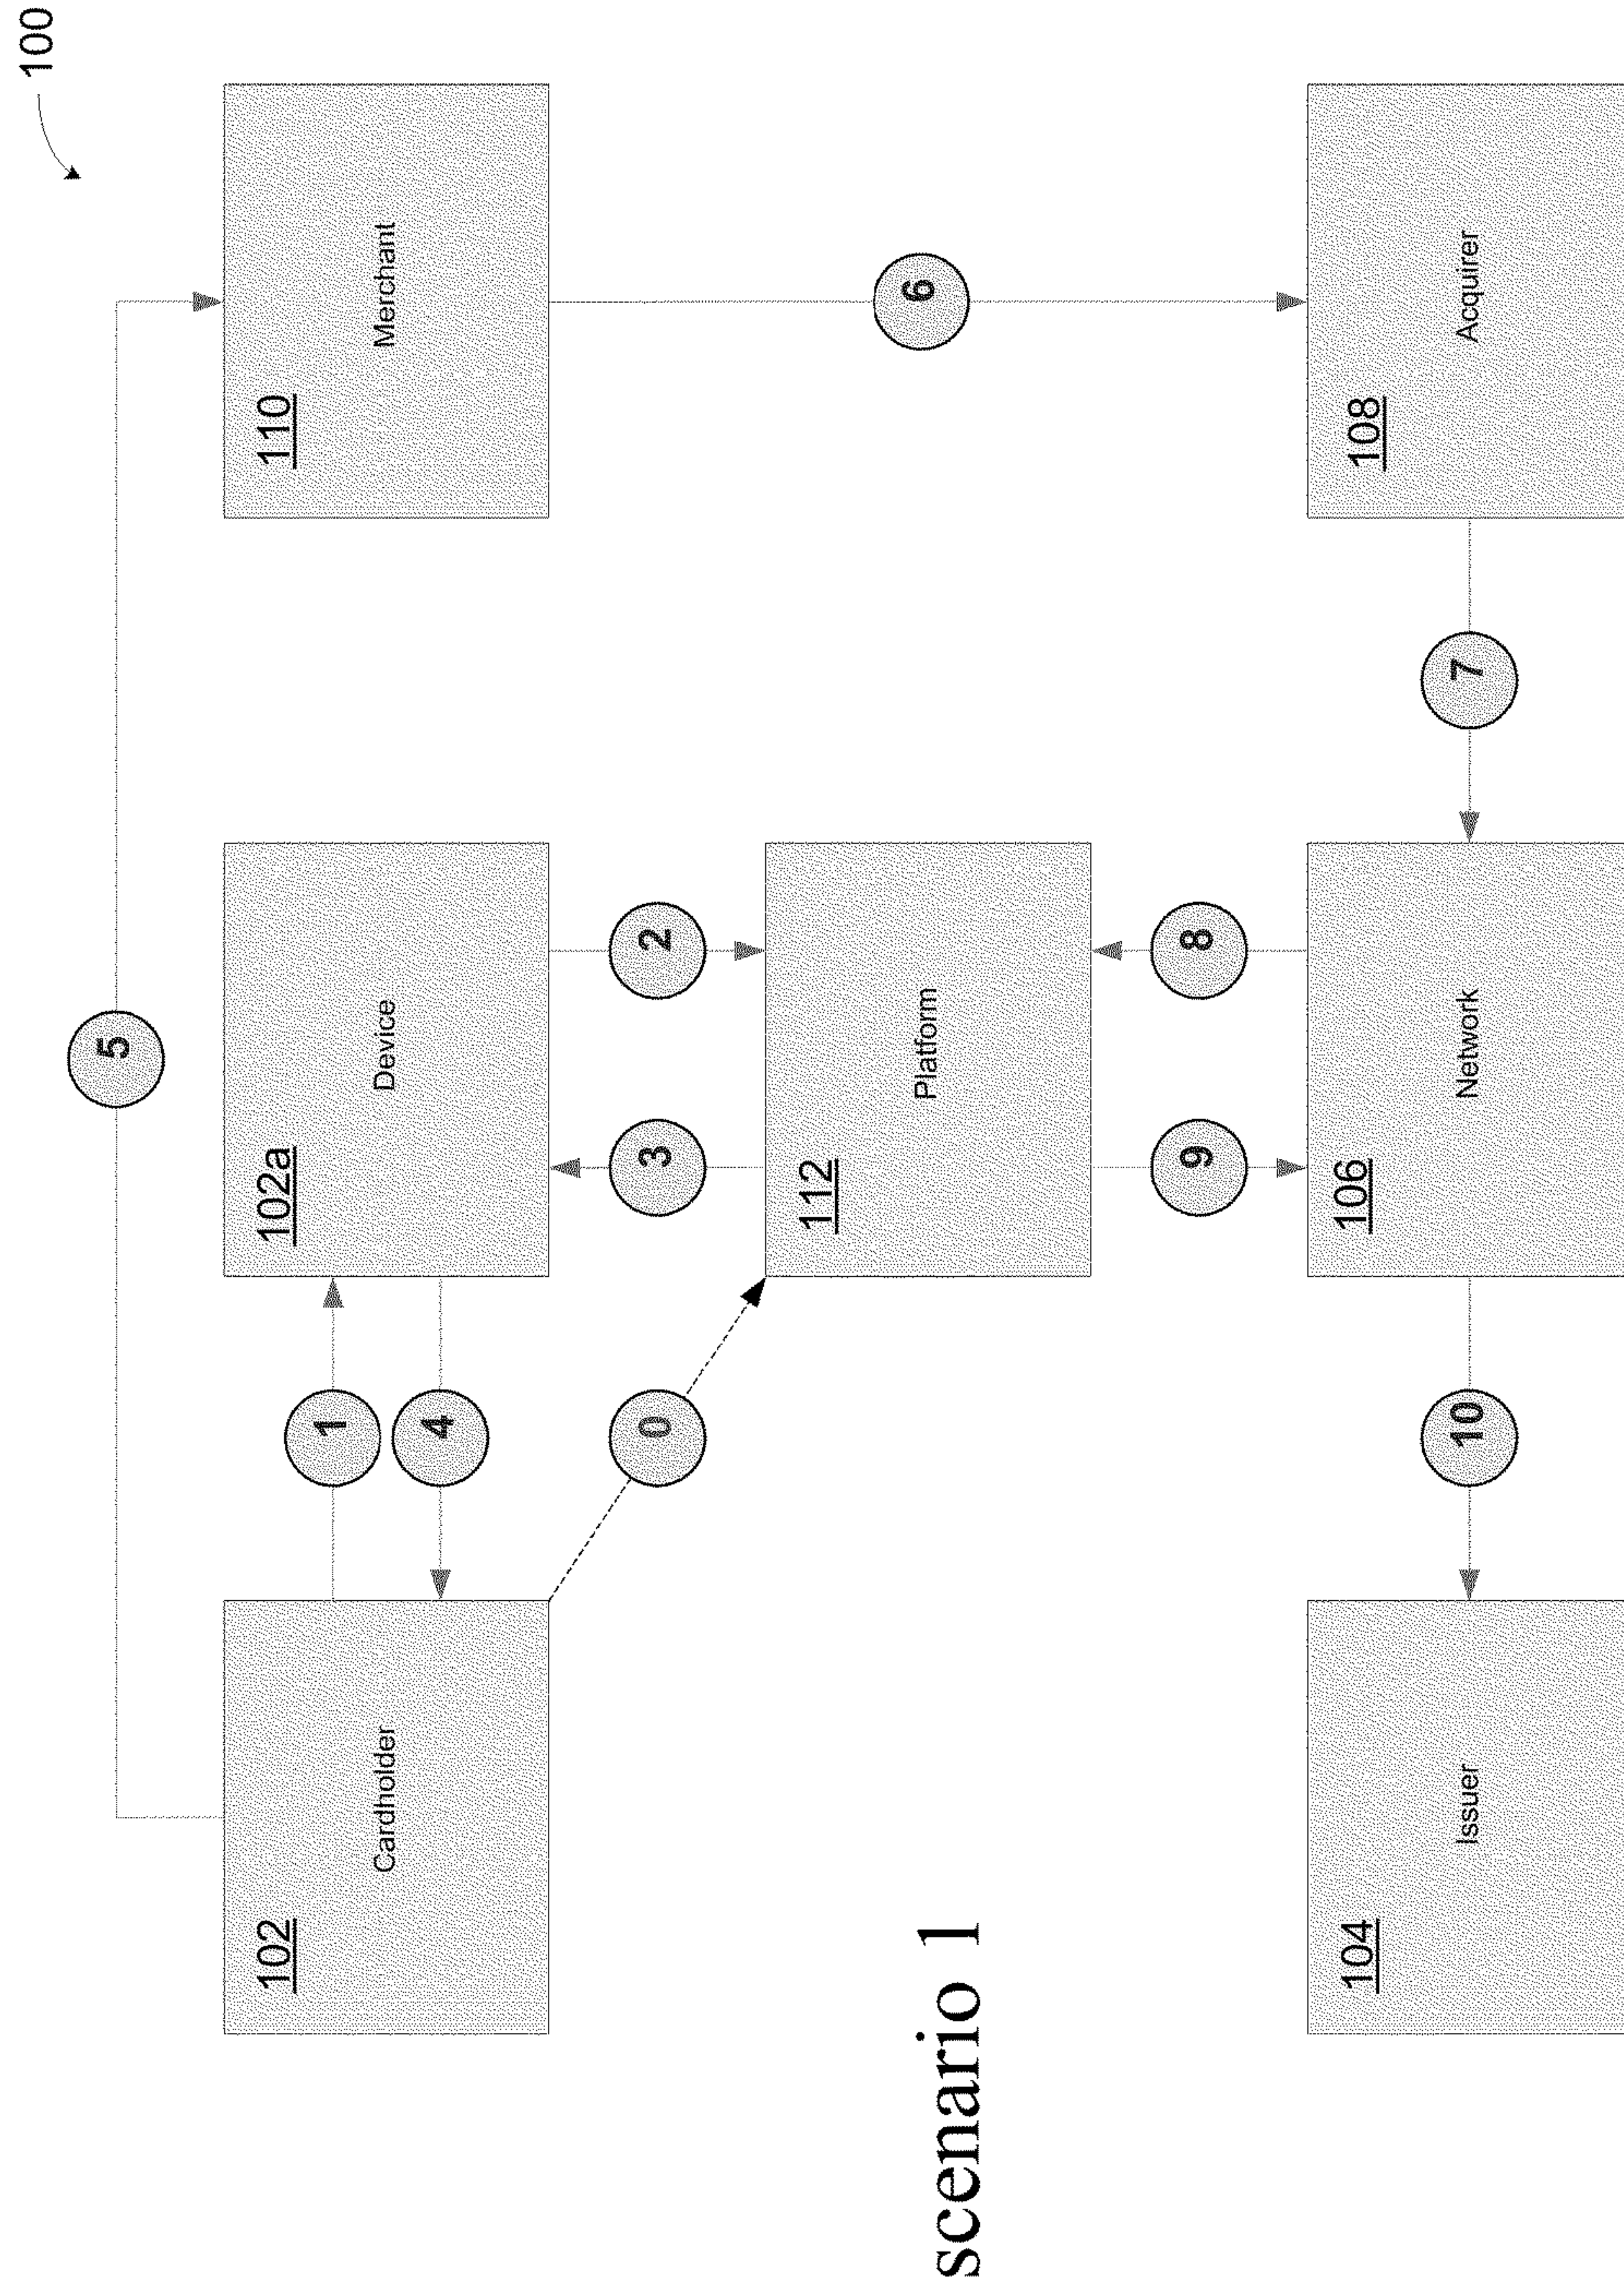 100
5
102
102a
110
1
Cardholder
Device
Merchant
4
0
3
2
112
6
Platform
scenario 1
9
8
104
106
108
Issuer
10
Network
7
Acquirer